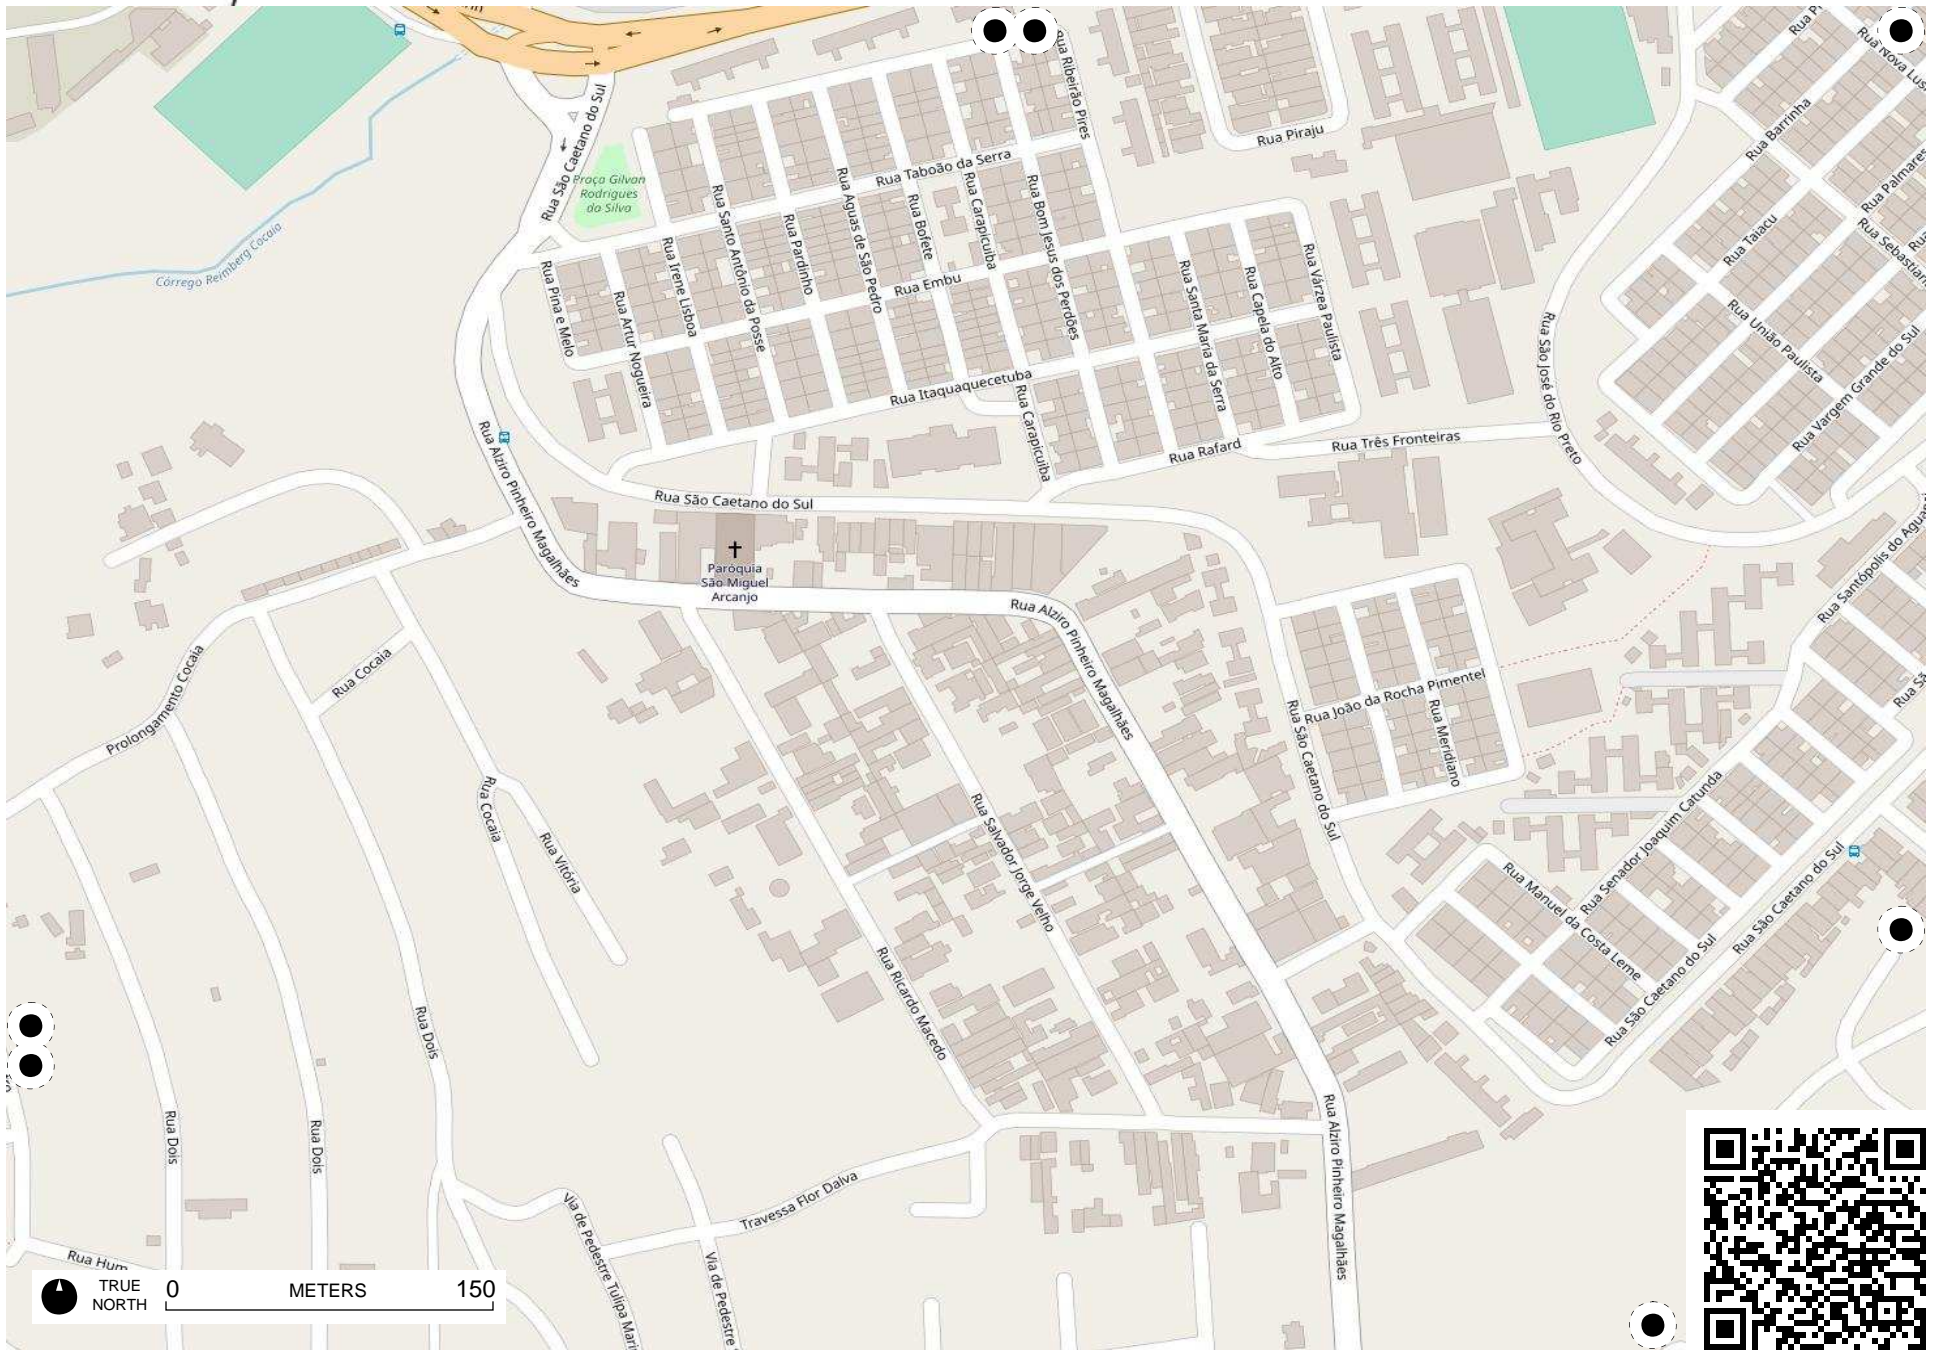 Rua São Caetano do Sul
Praça Gilvan
Rodrigues
da Silva
Córrego Reimberg Cocaia
Rua Ribeirão Pires
Rua Piraju
Rua Taboão da Serra
Rua Pina e Melo
Rua Artur Nogueira
Rua Irene Lisboa
Rua Santo Antônio da Posse
Rua Pardinho
Rua Águas de São Pedro
Rua Bofete
Rua Carapicuiba
Rua Bom Jesus dos Perdões
Rua Embu
Rua Santa Maria da Serra
Rua Capela do Alto
Rua Várzea Paulista
Rua Itaquaquecetuba
Rua Carapicuiba
Rua Rafard
Rua Três Fronteiras
Rua São José do Rio Preto
Rua Barrinha
Rua Nova Lus
Rua Palmares
Rua Taiacu
Rua Sebastian
Rua União Paulista
Rua Vargem Grande do Sul
Rua Santópolis do Aguap
Rua Alziro Pinheiro Magalhães
Rua São Caetano do Sul
Paróquia
São Miguel
Arcanjo
Rua Alziro Pinheiro Magalhães
Rua João da Rocha Pimentel
Rua Meridiano
Rua São Caetano do Sul
Rua Cocaia
Prolongamento Cocaia
Rua Cocaia
Rua Vitória
Rua Salvador Jorge Velho
Rua Ricardo Macedo
Rua Senador Joaquim Catunda
Rua Manuel da Costa Leme
Rua São Caetano do Sul
Rua São Caetano do Sul
Rua Dois
Rua Dois
Rua Dois
Rua Alziro Pinheiro Magalhães
Travessa Flor Dalva
Via de Pedestre Tulipa Mari
Via de Pedestre
Rua Hum
TRUE
NORTH
0 METERS 150